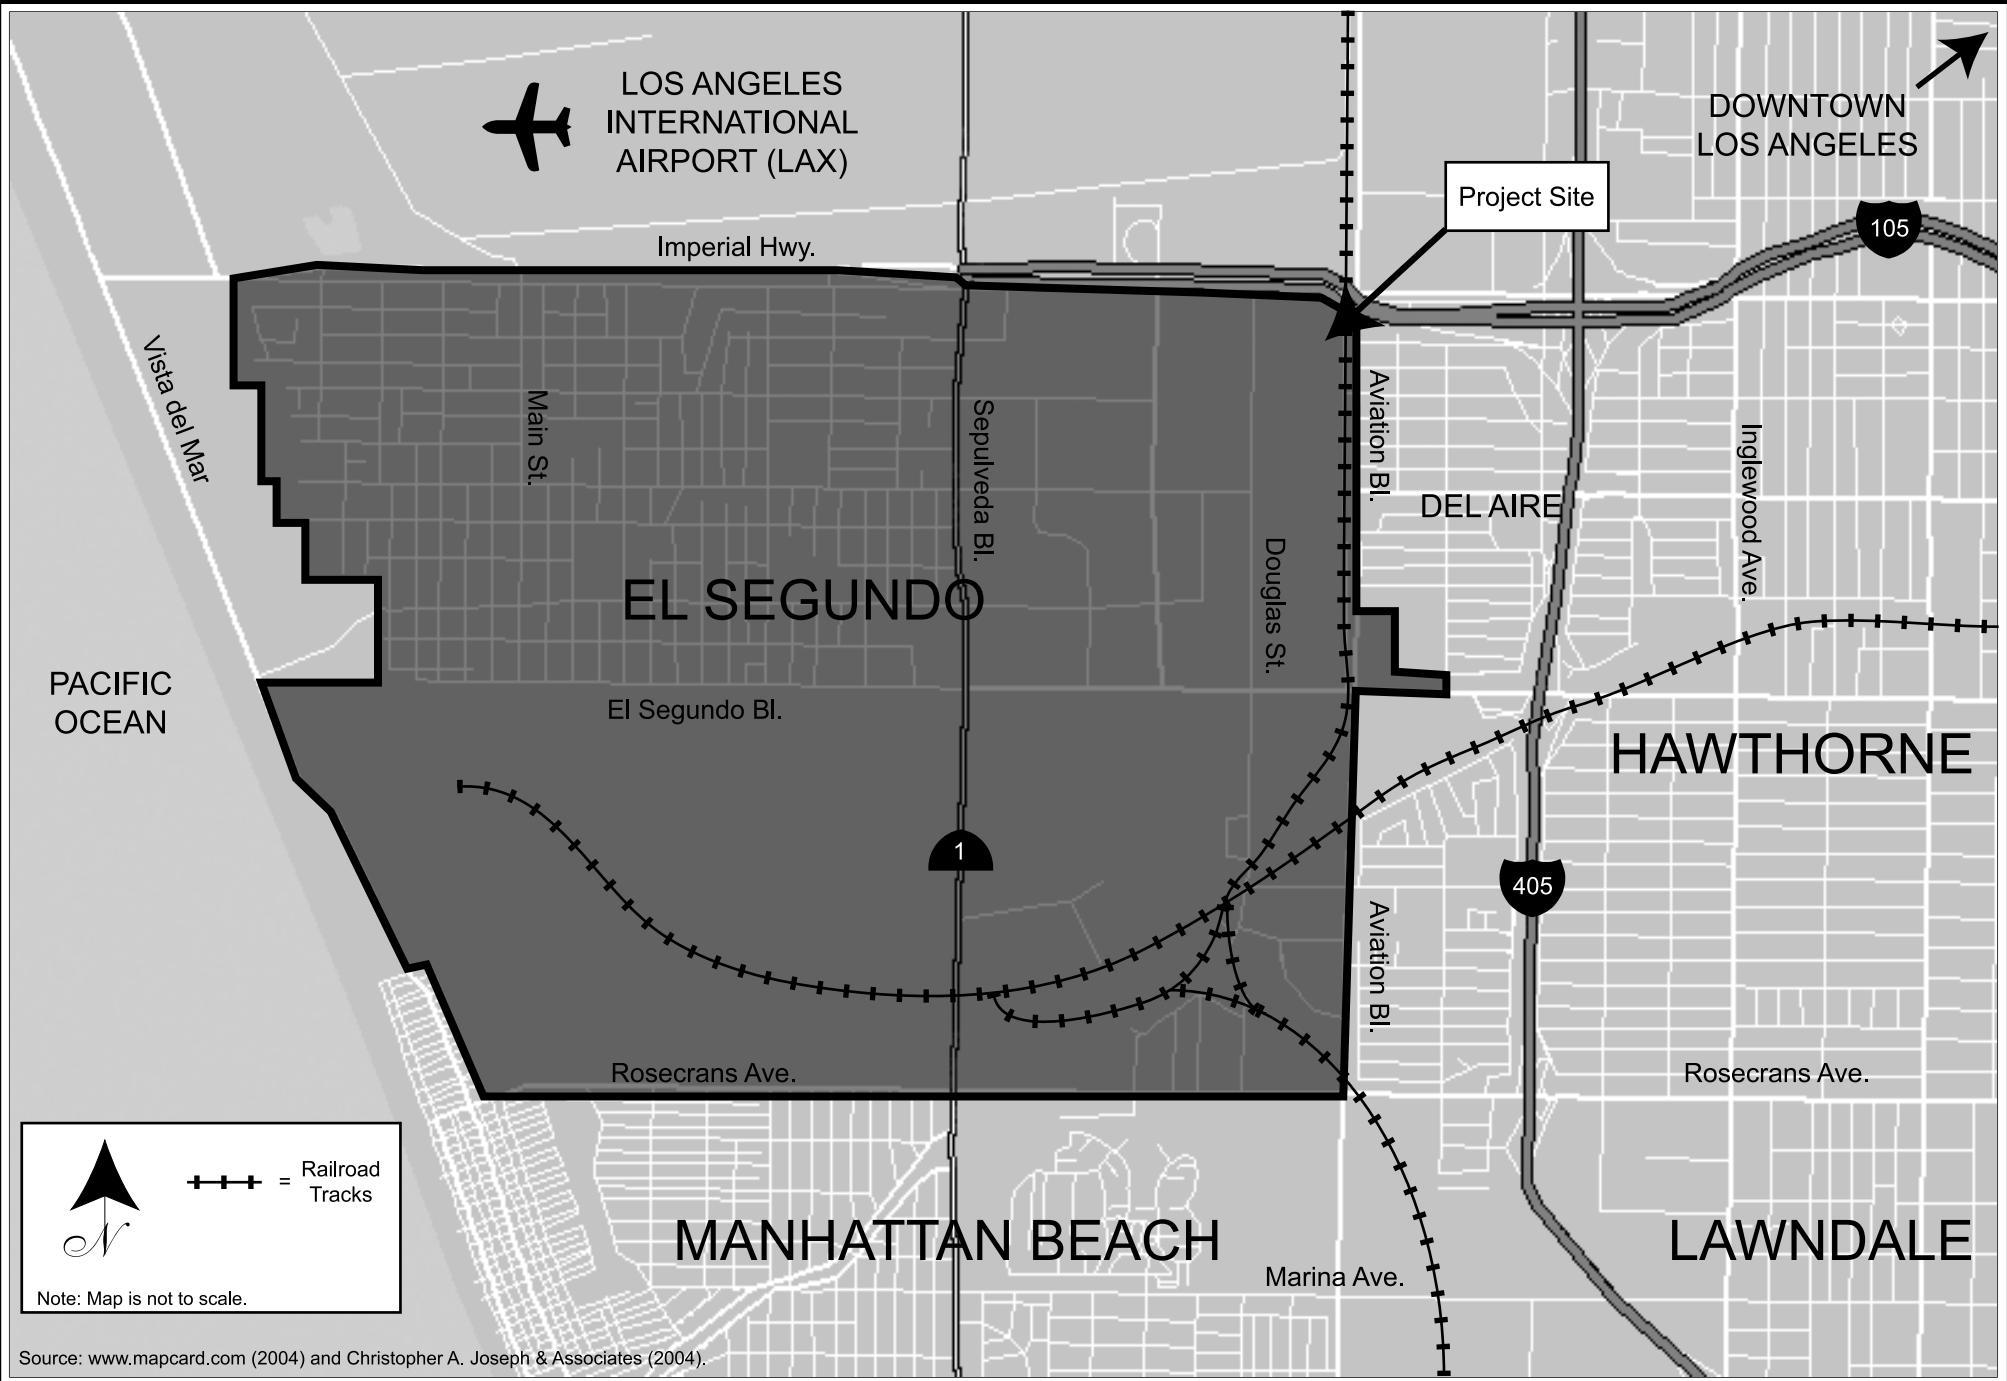 LOS ANGELES
INTERNATIONAL
AIRPORT (LAX)
DOWNTOWN
LOS ANGELES
Project Site
105
Imperial Hwy.
Vista del Mar
Main St.
Sepulveda Bl.
Aviation Bl.
DEL AIRE
Inglewood Ave.
Douglas St.
EL SEGUNDO
PACIFIC
OCEAN
El Segundo Bl.
HAWTHORNE
1
405
Aviation Bl.
Rosecrans Ave.
Rosecrans Ave.
MANHATTAN BEACH
LAWNDALE
Marina Ave.
= Railroad
Tracks
N
Note: Map is not to scale.
Source: www.mapcard.com (2004) and Christopher A. Joseph & Associates (2004).